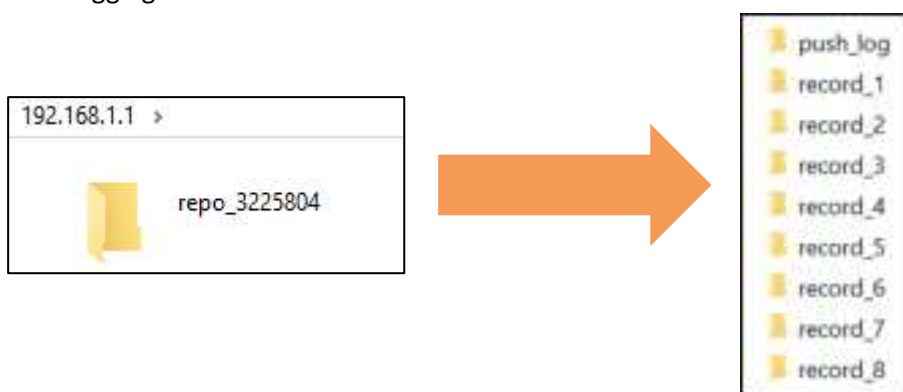 192.168.1.1 >
repo_3225804
push_log
record_1
record_2
record_3
record_4
record_5
record_6
record_7
record_8